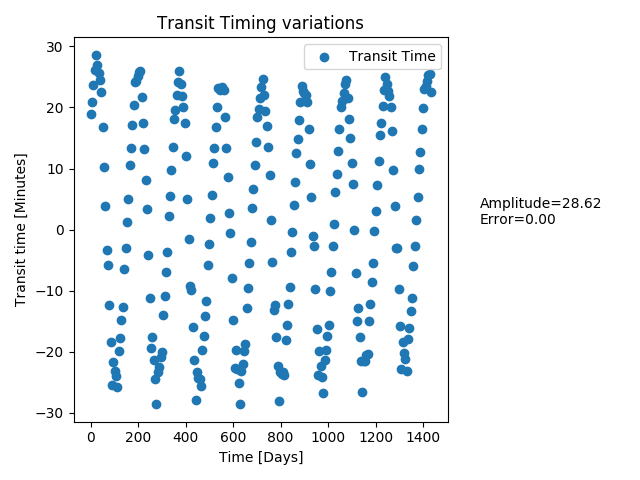 Transit Timing variations
Transit Time
Transit time [Minutes]
30
20
10
0
−10
−20
−30
0 200 400 600 800 1000 1200 1400
Time [Days]
Amplitude=28.62
Error=0.00